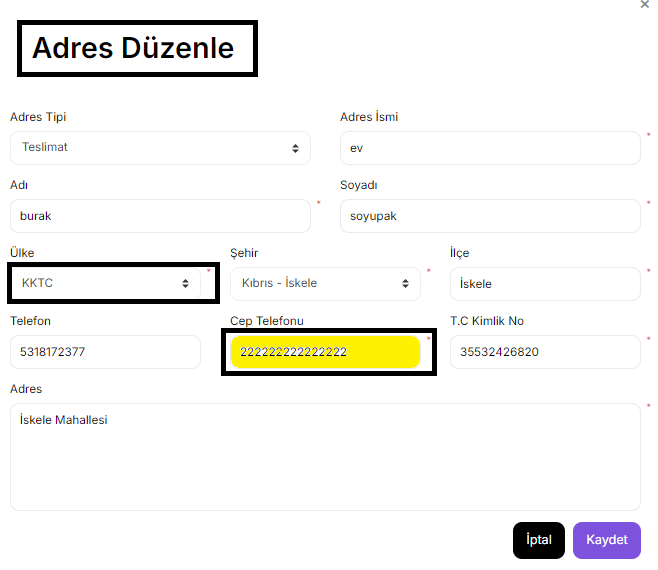 ×
Adres Düzenle
Adres Tipi
Adres İsmi
Teslimat
ev
*
Adı
Soyadı
burak
*
soyupak
*
Ülke
Şehir
İlçe
KKTC
*
Kıbrıs - İskele
*
İskele
*
Telefon
Cep Telefonu
T.C Kimlik No
5318172377
222222222222222
*
35532426820
*
Adres
İskele Mahallesi
*
İptal
Kaydet